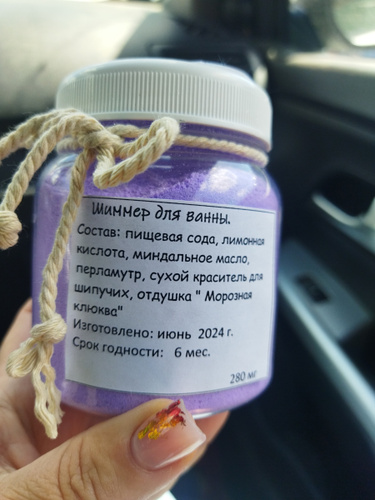 Шиммер для ванны.
Состав: пищевая сода, лимонная
кислота, миндальное масло,
перламутр, сухой краситель для
шипучих, отдушка " Морозная
клюква"
Изготовлено: июнь 2024 г.
Срок годности: 6 мес.
280 мг